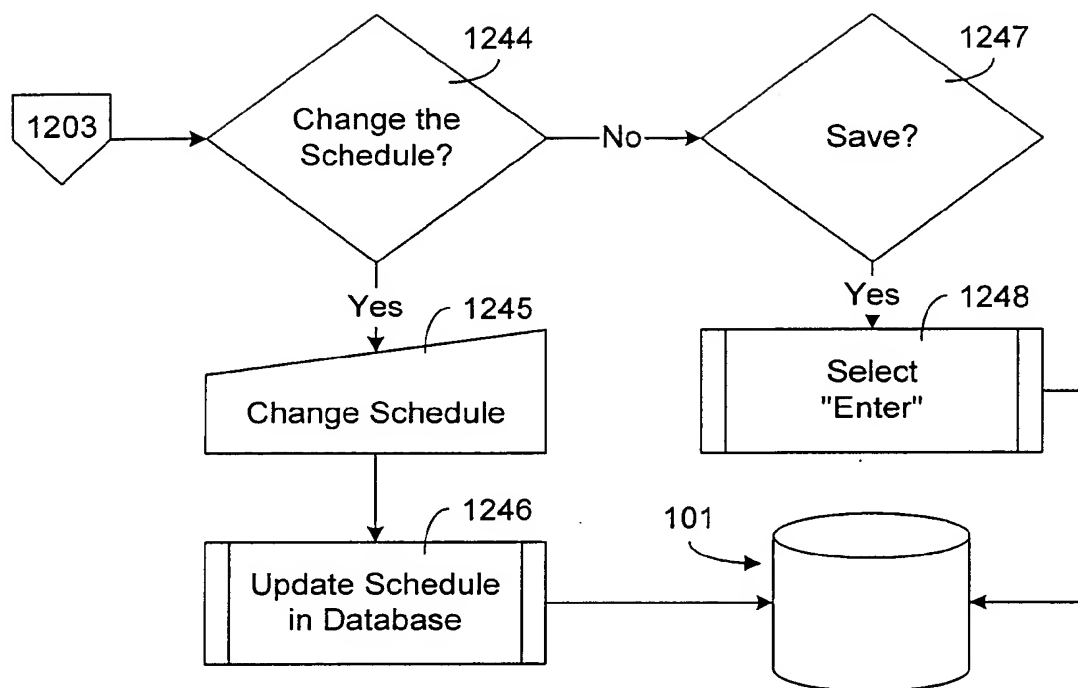 1244
1247
1203
Change the
Schedule?
No
Save?
Yes
1245
Yes
1248
Change Schedule
Select
"Enter"
1246
101
Update Schedule
in Database